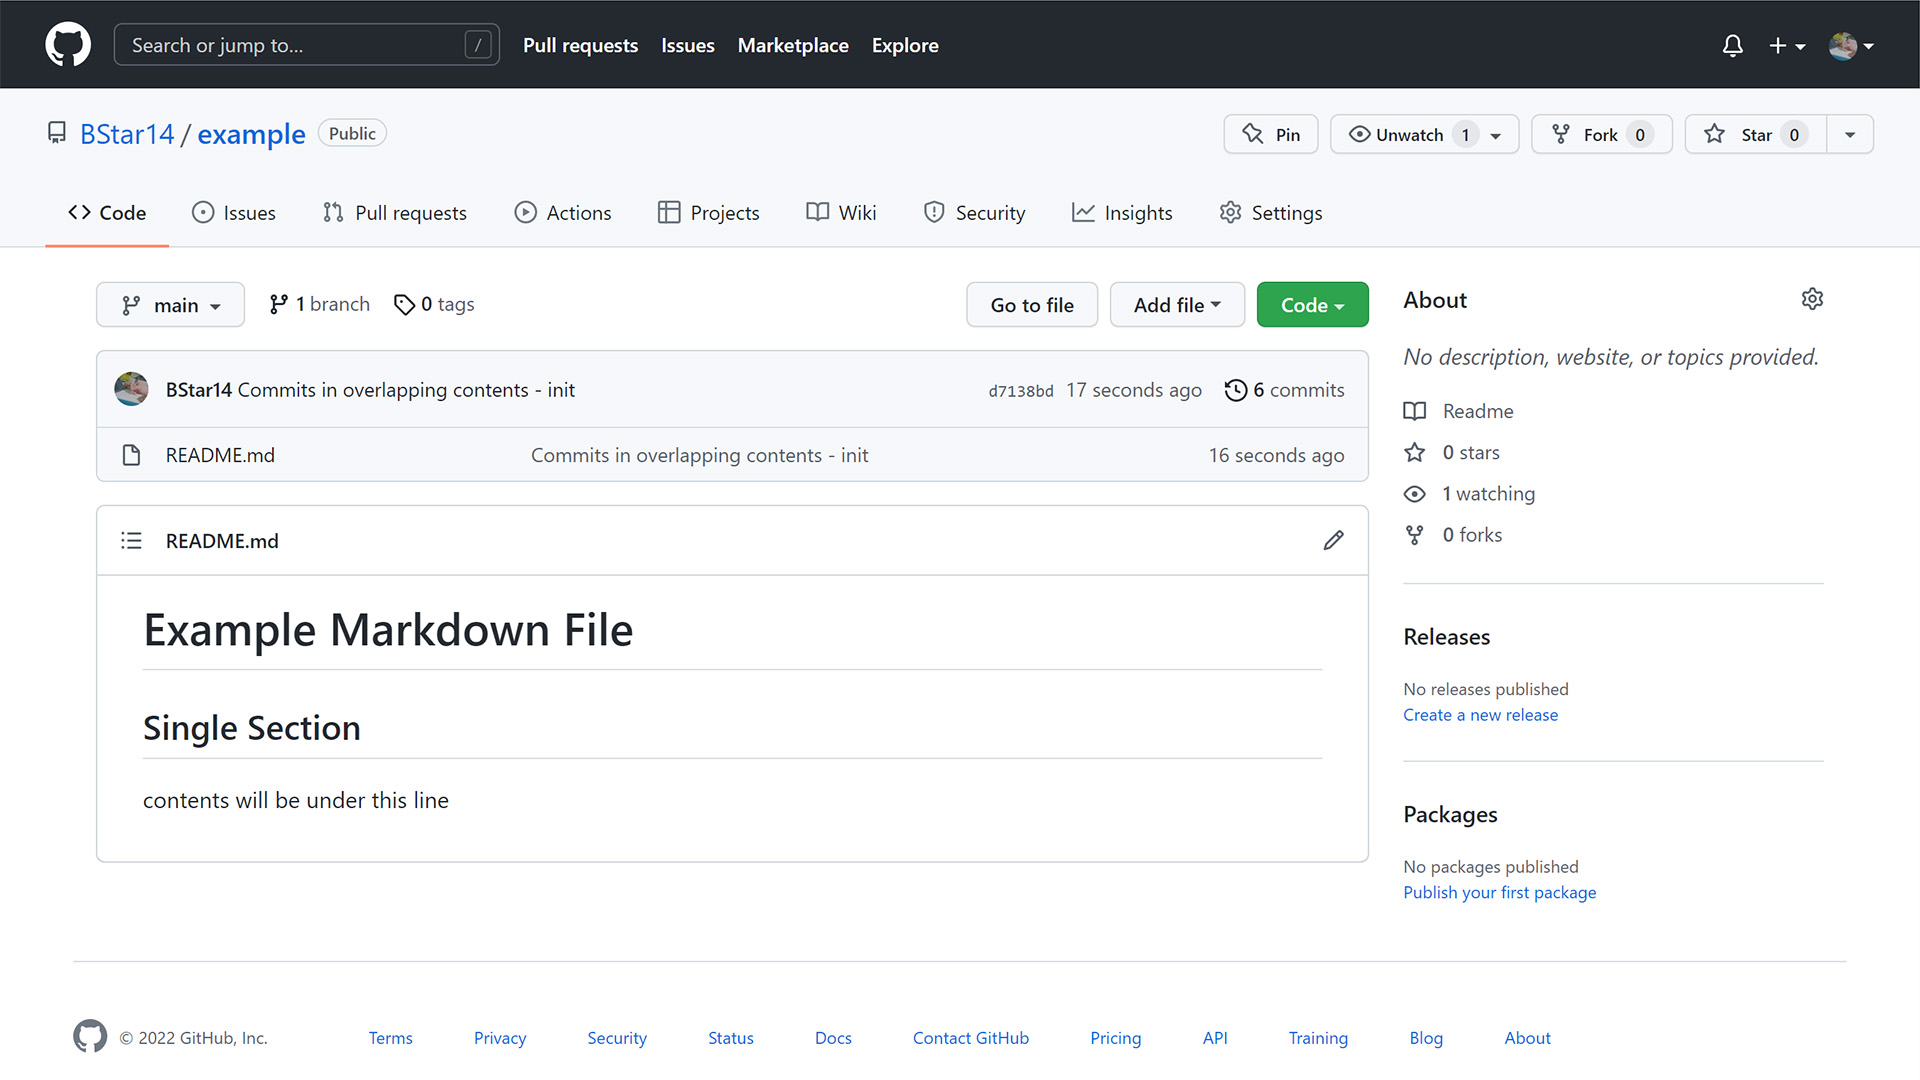 Search or jump to... /
Pull requests Issues Marketplace Explore
BStar14 / example Public
Pin Unwatch 1 Fork 0 Star 0
Code Issues Pull requests Actions Projects Wiki Security Insights Settings
main 1 branch 0 tags Go to file Add file Code
BStar14 Commits in overlapping contents - init d7138bd 17 seconds ago 6 commits
README.md Commits in overlapping contents - init 16 seconds ago
README.md
Example Markdown File
Single Section
contents will be under this line
About
No description, website, or topics provided.
Readme
0 stars
1 watching
0 forks
Releases
No releases published
Create a new release
Packages
No packages published
Publish your first package
© 2022 GitHub, Inc. Terms Privacy Security Status Docs Contact GitHub Pricing API Training Blog About